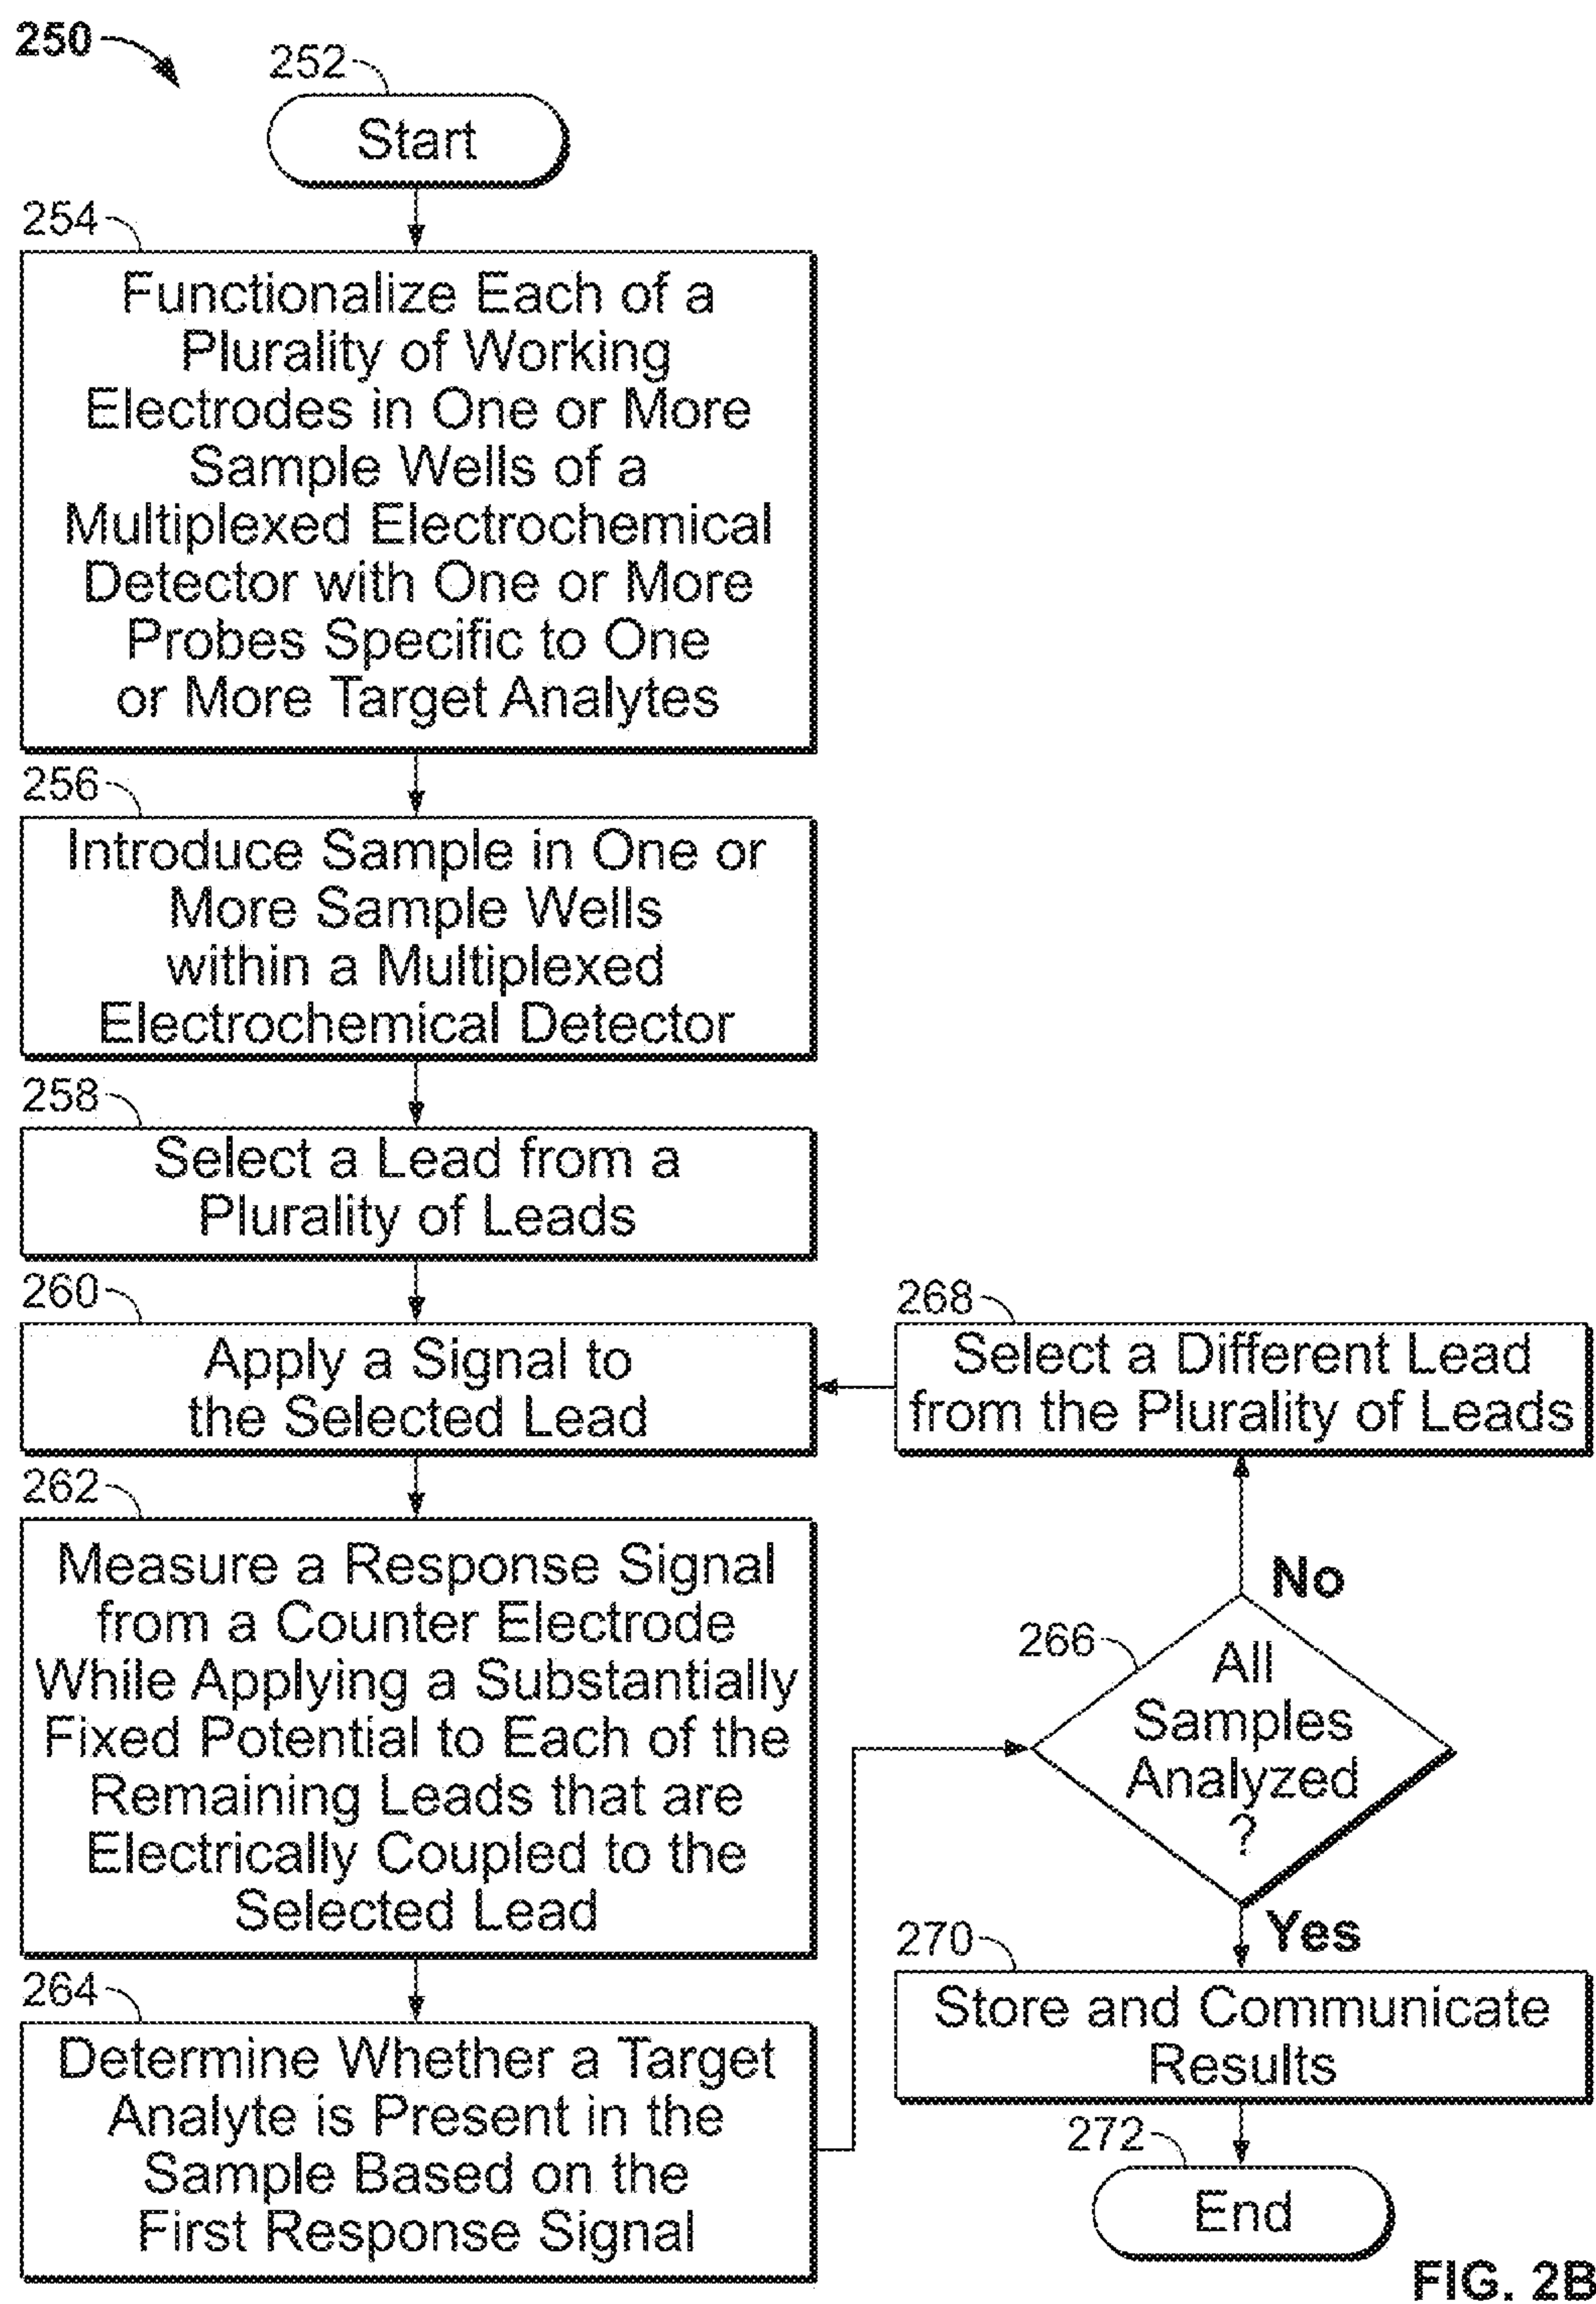 250
252
Start
254
Functionalize Each of a
Plurality of Working
Electrodes in One or More
Sample Wells of a
Multiplexed Electrochemical
Detector with One or More
Probes Specific to One
or More Target Analytes
256
Introduce Sample in One or
More Sample Wells
within a Multiplexed
Electrochemical Detector
258
Select a Lead from a
Plurality of Leads
260
Apply a Signal to
the Selected Lead
262
Measure a Response Signal
from a Counter Electrode
While Applying a Substantially
Fixed Potential to Each of the
Remaining Leads that are
Electrically Coupled to the
Selected Lead
264
Determine Whether a Target
Analyte is Present in the
Sample Based on the
First Response Signal
268
Select a Different Lead
from the Plurality of Leads
No
266
All
Samples
Analyzed
?
Yes
270
Store and Communicate
Results
272
End
FIG. 2B